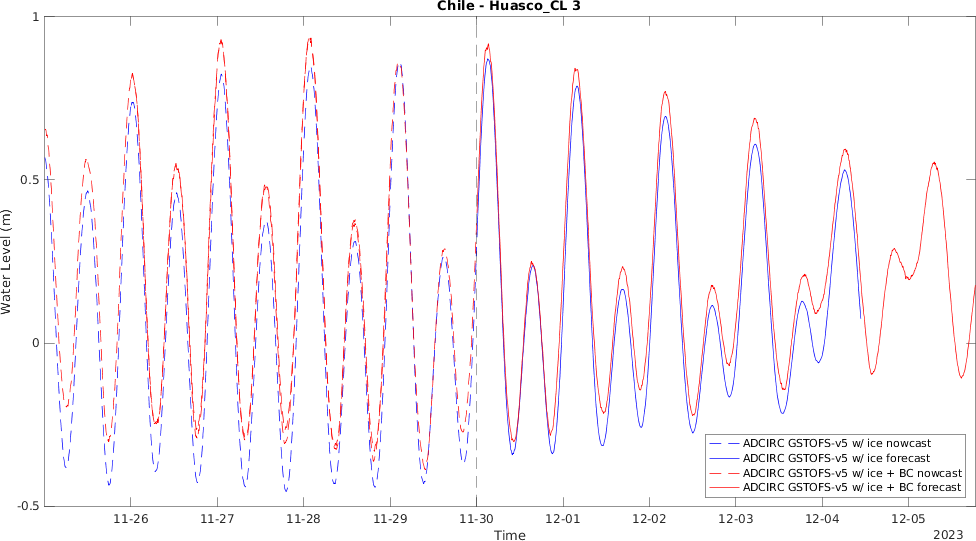 Chile - Huasco_CL 3
1
0.5
0
-0.5
Water Level (m)
11-26 11-27 11-28 11-29 11-30 12-01 12-02 12-03 12-04 12-05
Time
2023
ADCIRC GSTOFS-v5 w/ ice nowcast
ADCIRC GSTOFS-v5 w/ ice forecast
ADCIRC GSTOFS-v5 w/ ice + BC nowcast
ADCIRC GSTOFS-v5 w/ ice + BC forecast